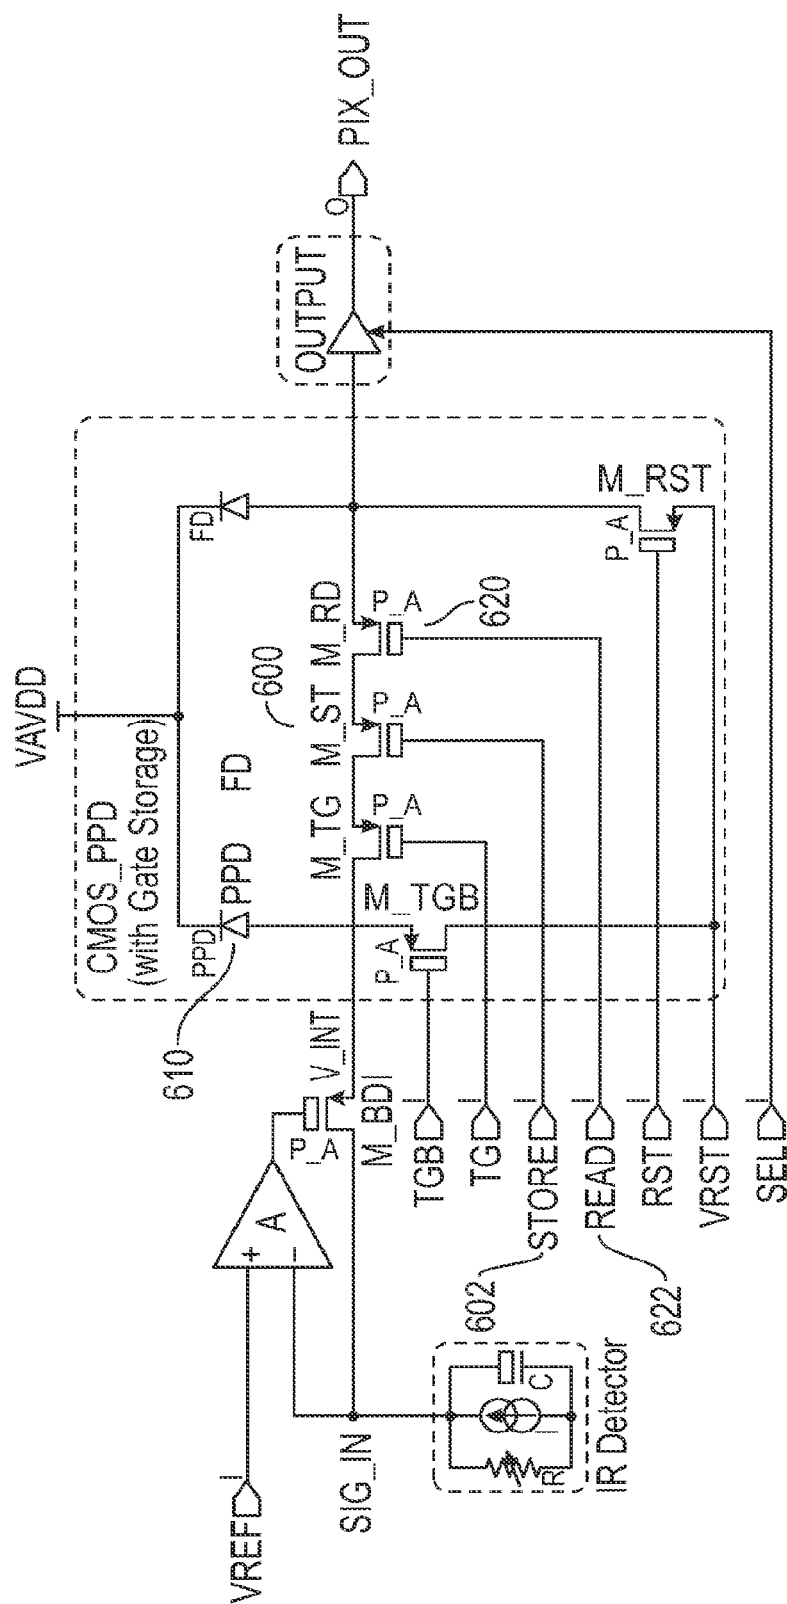 VREF
I
SIG_IN
+
−
A
IR Detector
R
I
C
P_A
M_BDI
V_INT
TGB
I
TG
I
STORE
I
602
READ
I
622
RST
I
VRST
I
SEL
I
610
CMOS_PPD
(with Gate Storage)
VAVDD
PPD
PPD
FD
FD
600
P_A
M_TGB
M_TG
P_A
M_ST
P_A
M_RD
P_A
620
P_A
M_RST
OUTPUT
O
PIX_OUT